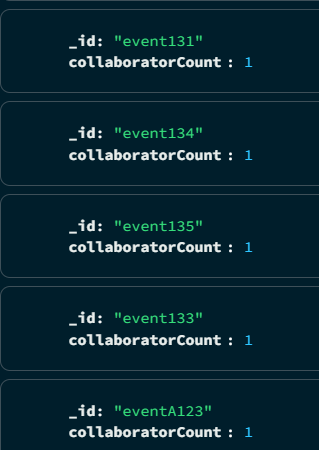 _id: "event131"
collaboratorCount : 1
_id: "event134"
collaboratorCount : 1
_id: "event135"
collaboratorCount : 1
_id: "event133"
collaboratorCount : 1
_id: "eventA123"
collaboratorCount : 1